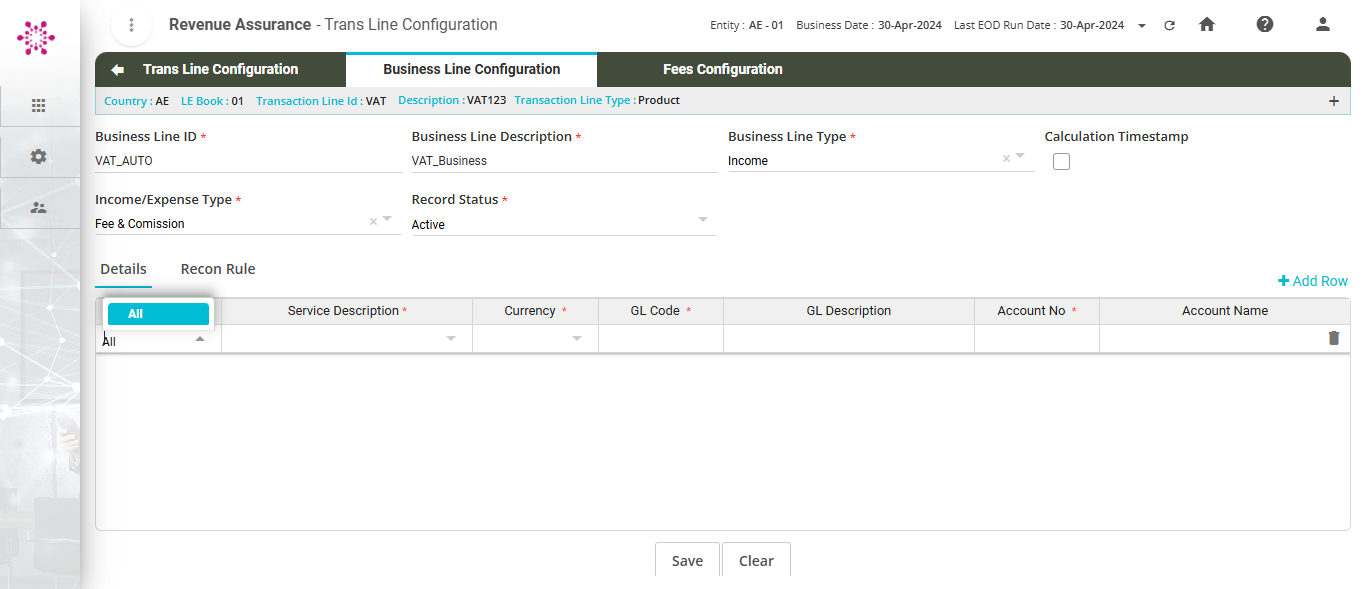 Revenue Assurance - Trans Line Configuration
Entity : AE - 01 Business Date : 30-Apr-2024 Last EOD Run Date : 30-Apr-2024
Trans Line Configuration Business Line Configuration Fees Configuration
Country : AE LE Book : 01 Transaction Line Id : VAT Description : VAT123 Transaction Line Type : Product
Business Line ID * Business Line Description * Business Line Type * Calculation Timestamp
VAT_AUTO VAT_Business Income
Income/Expense Type * Record Status *
Fee & Comission Active
Details Recon Rule
Add Row
All Service Description * Currency * GL Code * GL Description Account No * Account Name
All
Save Clear